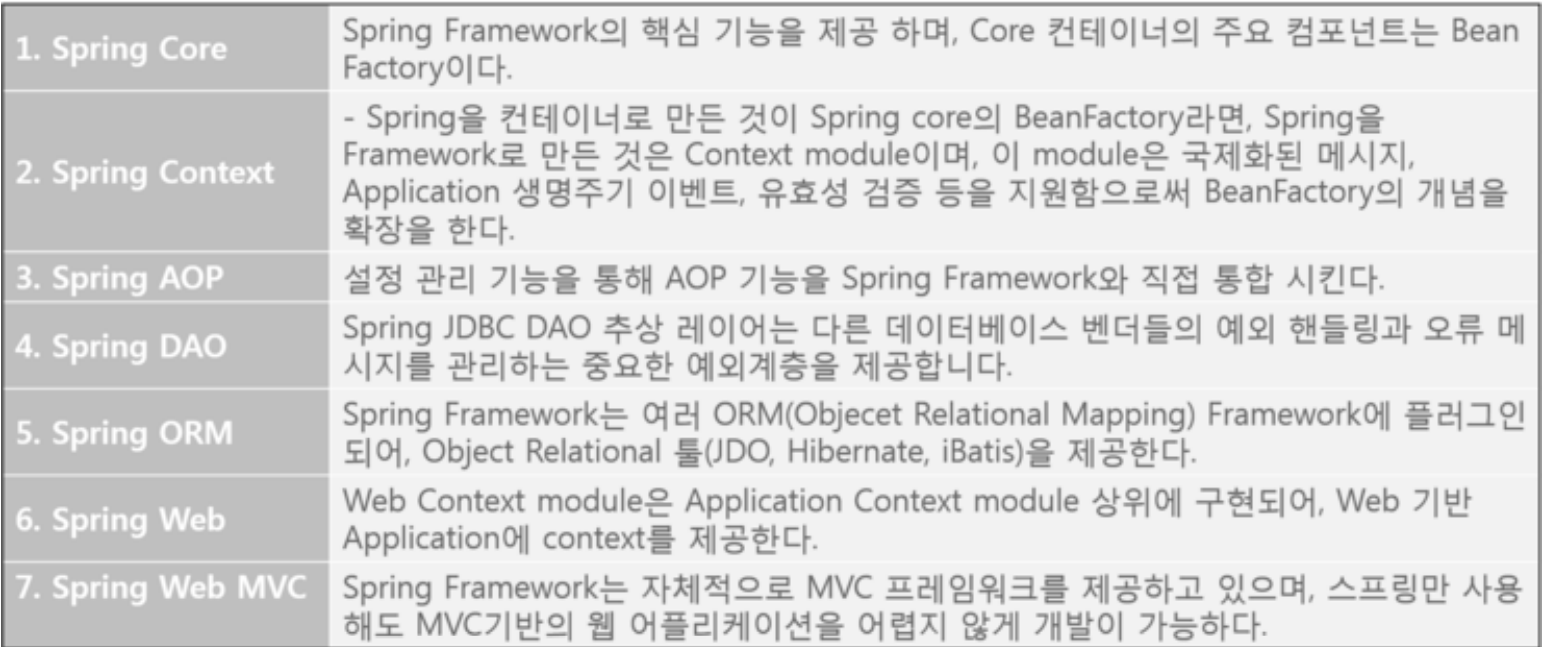 1. Spring Core
Spring Framework의 핵심 기능을 제공 하며, Core 컨테이너의 주요 컴포넌트는 Bean
Factory이다.
2. Spring Context
- Spring을 컨테이너로 만든 것이 Spring core의 BeanFactory라면, Spring을
Framework로 만든 것은 Context module이며, 이 module은 국제화된 메시지,
Application 생명주기 이벤트, 유효성 검증 등을 지원함으로써 BeanFactory의 개념을
확장을 한다.
3. Spring AOP
설정 관리 기능을 통해 AOP 기능을 Spring Framework와 직접 통합 시킨다.
4. Spring DAO
Spring JDBC DAO 추상 레이어는 다른 데이터베이스 벤더들의 예외 핸들링과 오류 메
시지를 관리하는 중요한 예외계층을 제공합니다.
5. Spring ORM
Spring Framework는 여러 ORM(Objecet Relational Mapping) Framework에 플러그인
되어, Object Relational 툴(JDO, Hibernate, iBatis)을 제공한다.
6. Spring Web
Web Context module은 Application Context module 상위에 구현되어, Web 기반
Application에 context를 제공한다.
7. Spring Web MVC
Spring Framework는 자체적으로 MVC 프레임워크를 제공하고 있으며, 스프링만 사용
해도 MVC기반의 웹 어플리케이션을 어렵지 않게 개발이 가능하다.